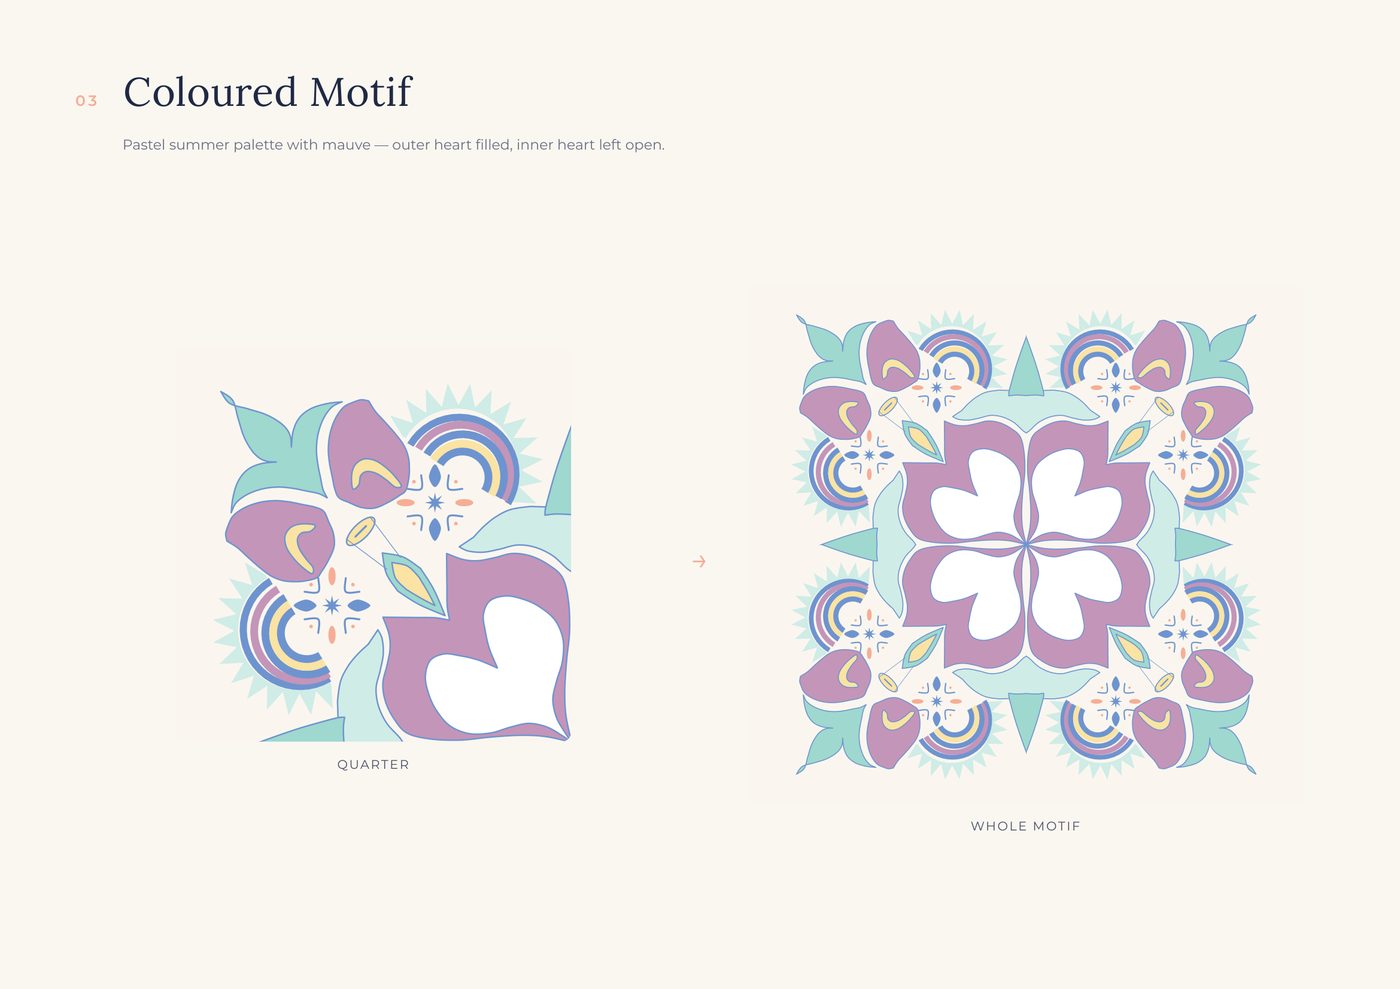 03 Coloured Motif
Pastel summer palette with mauve — outer heart filled, inner heart left open.
→
QUARTER
WHOLE MOTIF